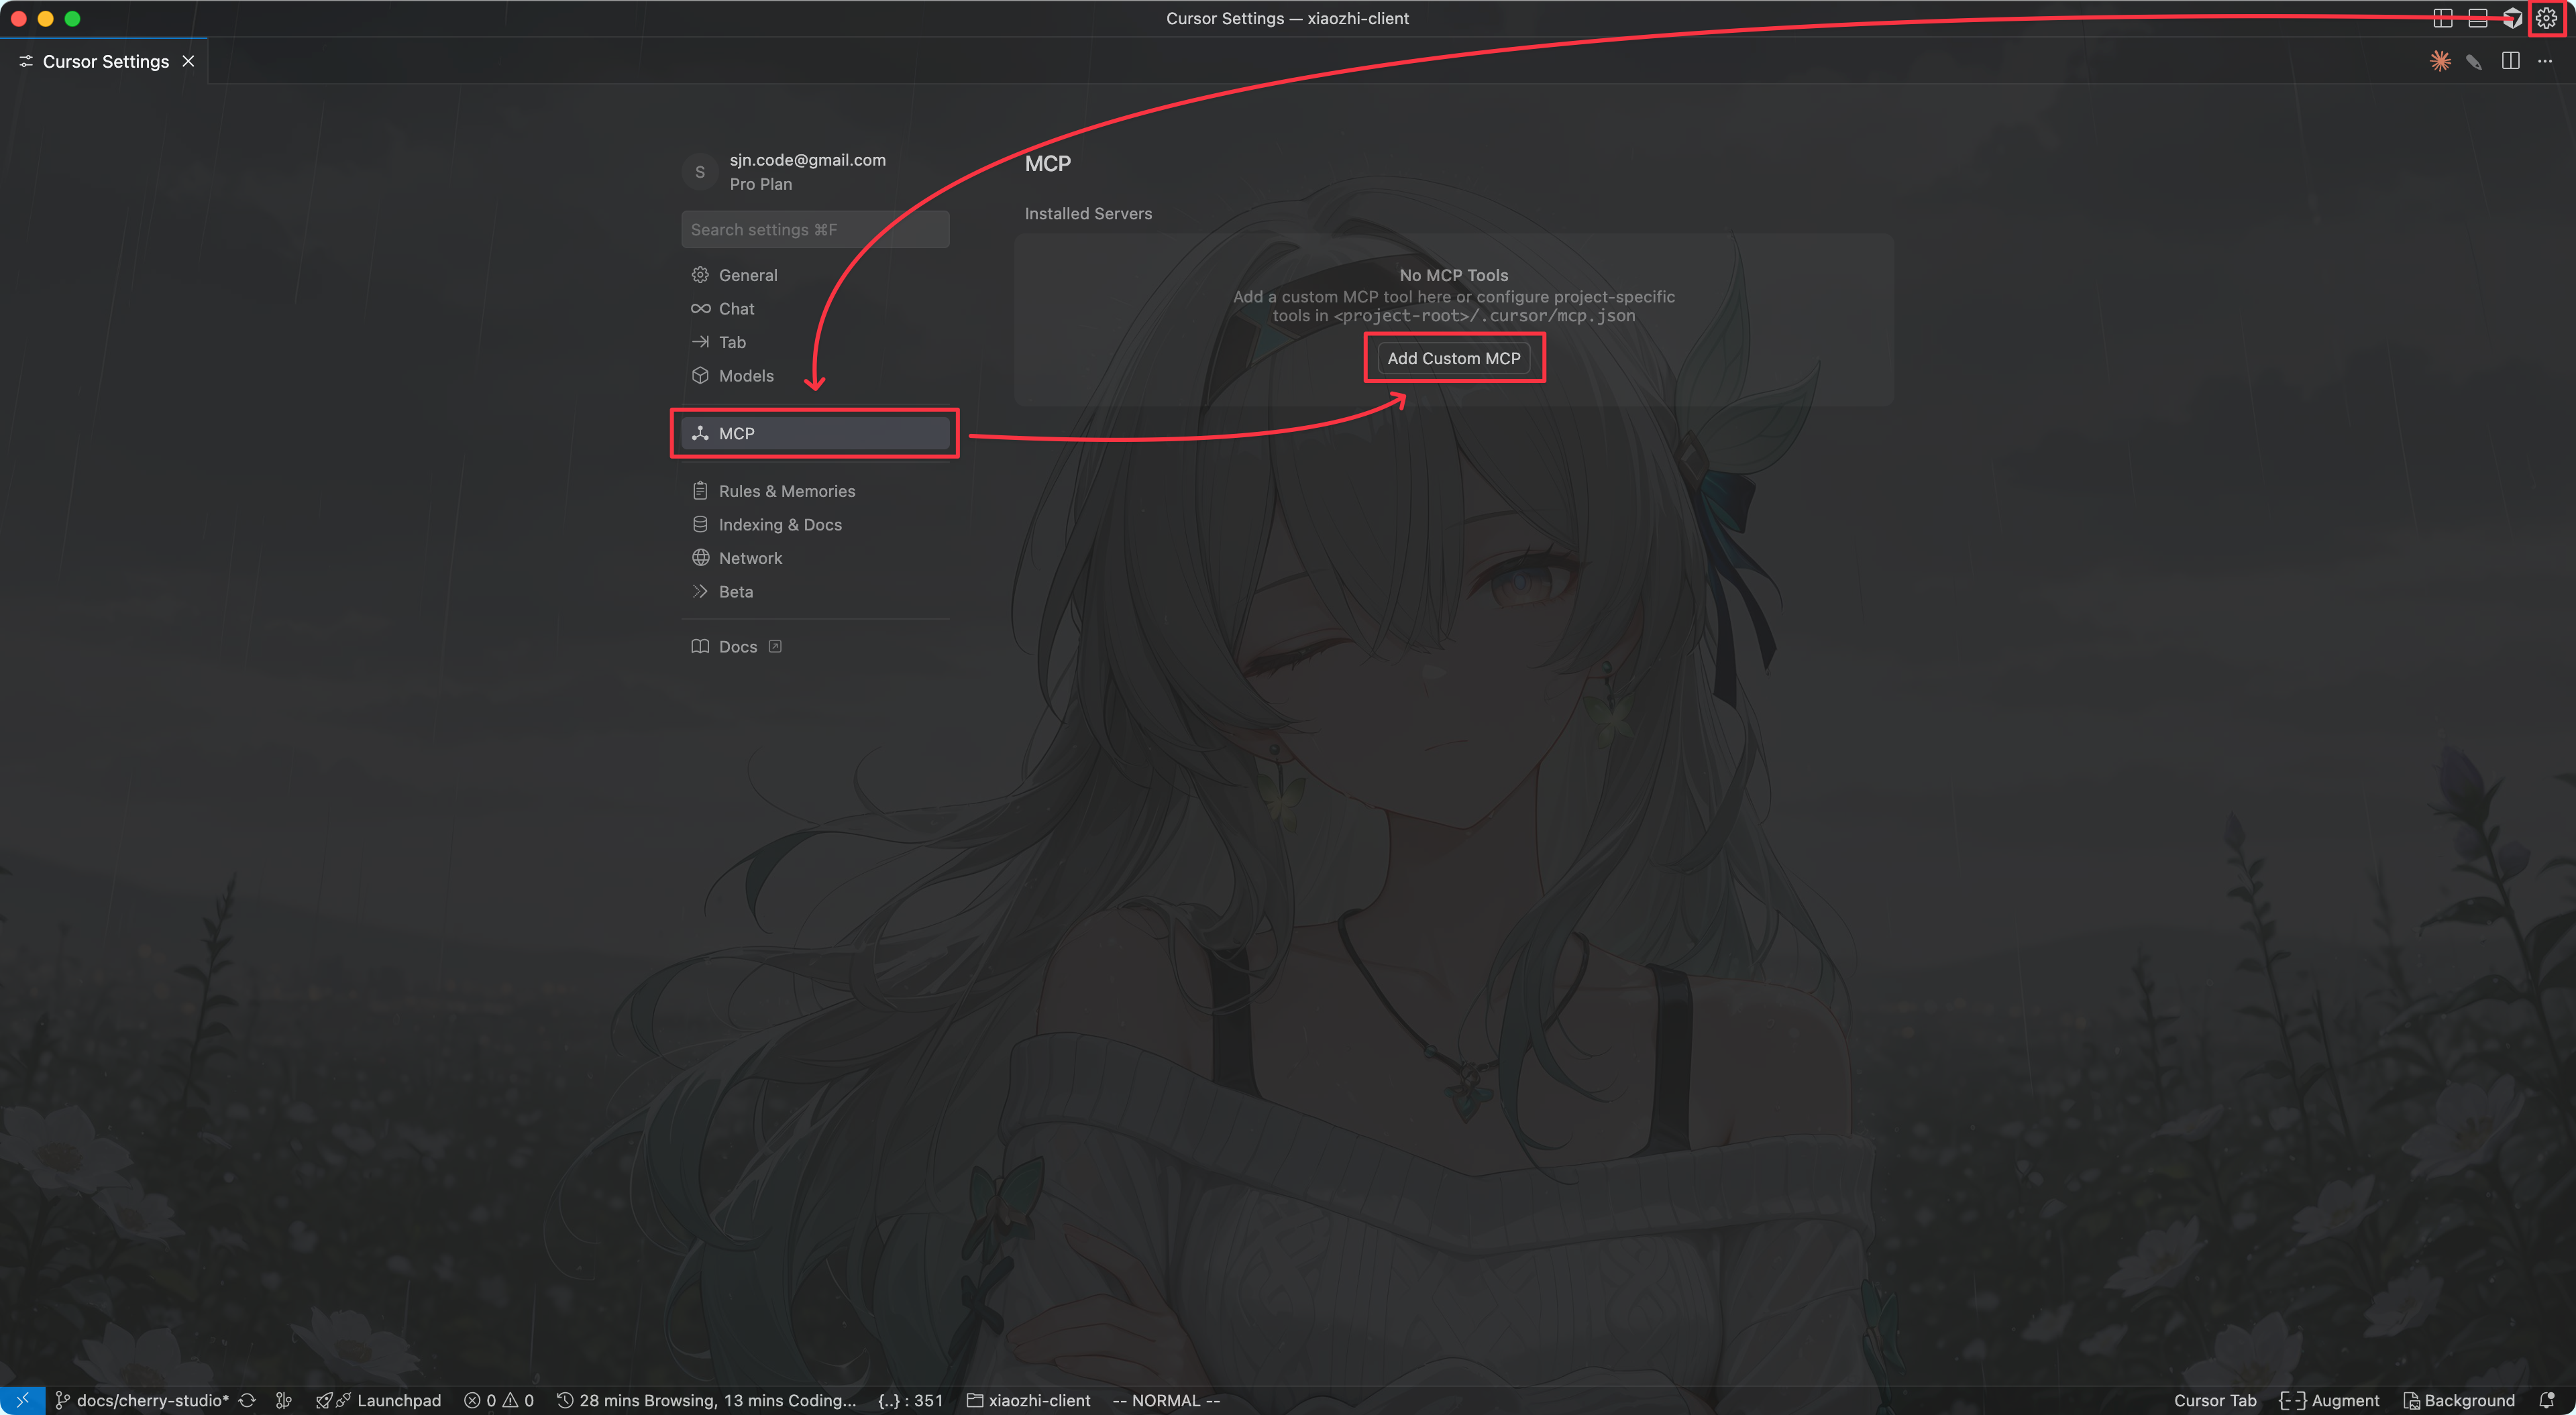 Cursor Settings — xiaozhi-client
Cursor Settings
S
sjn.code@gmail.com
Pro Plan
Search settings ⌘F
General
Chat
Tab
Models
MCP
Rules & Memories
Indexing & Docs
Network
Beta
Docs
MCP
Installed Servers
No MCP Tools
Add a custom MCP tool here or configure project-specific
tools in <project-root>/.cursor/mcp.json
Add Custom MCP
docs/cherry-studio* Launchpad 0 0 28 mins Browsing, 13 mins Coding... {..} : 351 xiaozhi-client -- NORMAL -- Cursor Tab {--} Augment Background